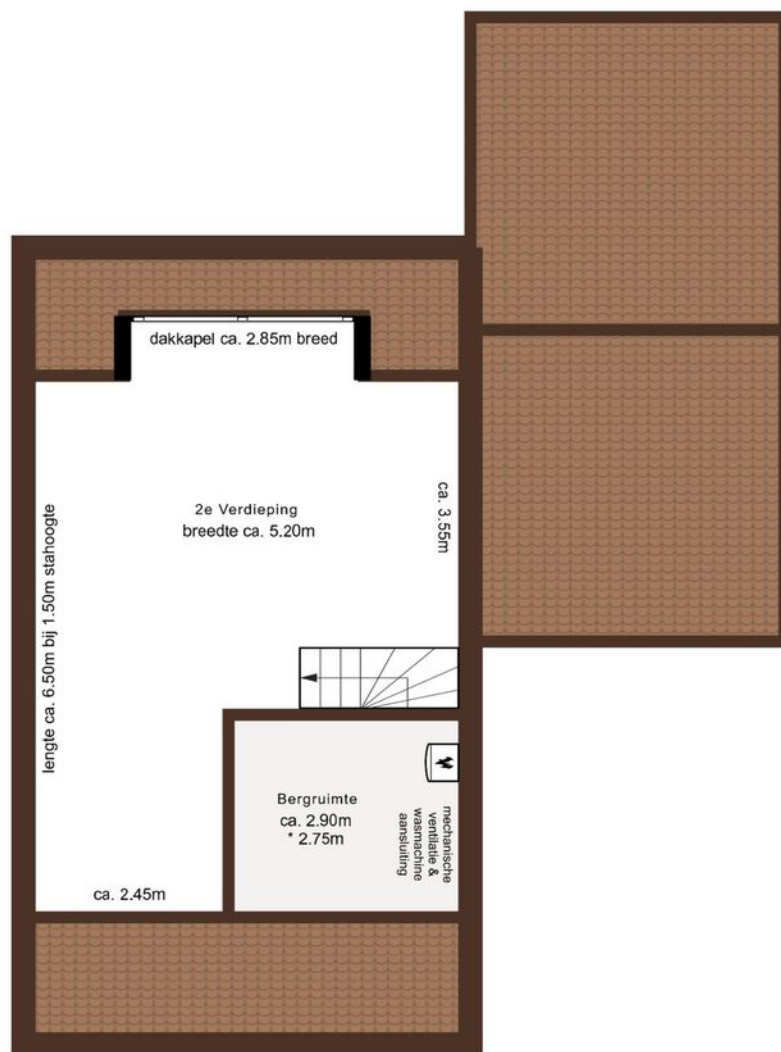 dakkapel ca. 2.85m breed
2e Verdieping
breedte ca. 5.20m
ca. 3.55m
lengte ca. 6.50m bij 1.50m stahoogte
Bergruimte
ca. 2.90m
* 2.75m
mechanische
ventilatie &
wasmachine
aansluiting
ca. 2.45m